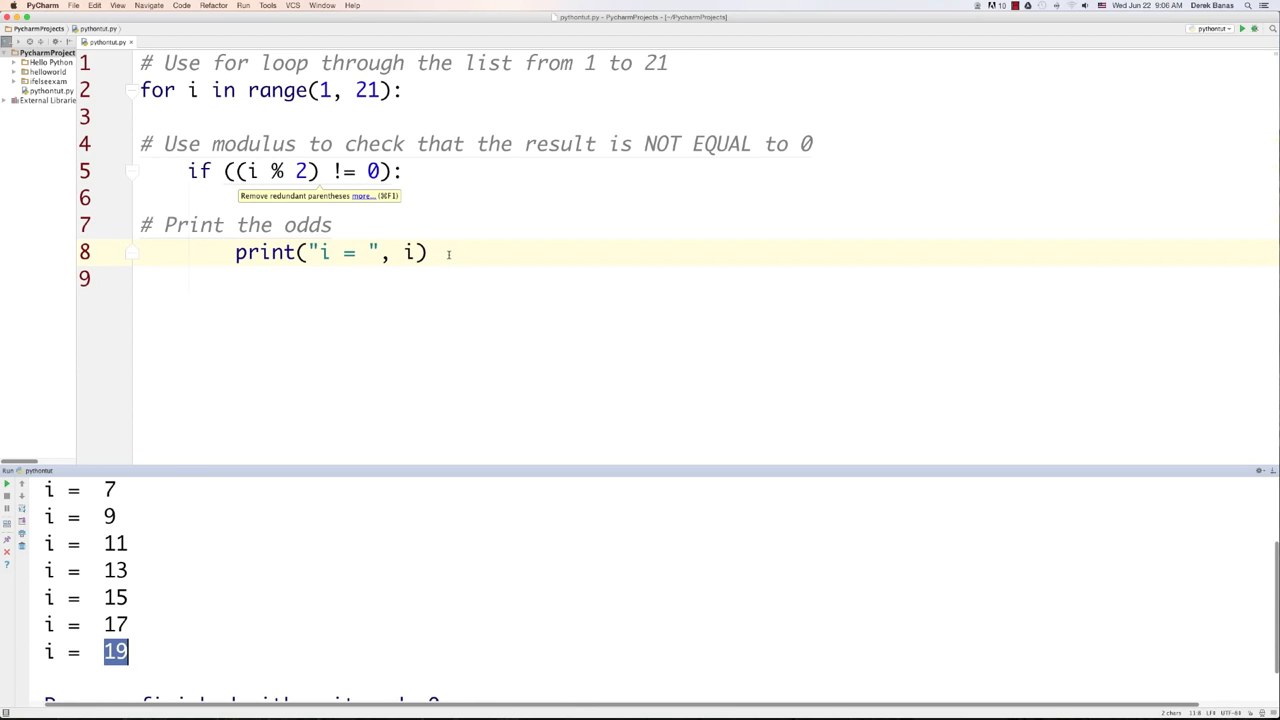 PyCharm File Edit View Navigate Code Refactor Run Tools VCS Window Help
10 Wed Jun 22 9:06 AM Derek Banas
pythontut.py - PycharmProjects - [~/PycharmProjects]
PycharmProjects pythontut.py
pythontut
pythontut.py
PycharmProject
Hello Python
helloworld
ifelseexam
pythontut.py
External Librarie
1 # Use for loop through the list from 1 to 21
2 for i in range(1, 21):
3
4 # Use modulus to check that the result is NOT EQUAL to 0
5 if ((i % 2) != 0):
6
Remove redundant parentheses more... (⌘F1)
7 # Print the odds
8 print("i = ", i)
9
Run pythontut
i = 7
i = 9
i = 11
i = 13
i = 15
i = 17
i = 19
2 chars 11:8 LF÷ UTF-8÷